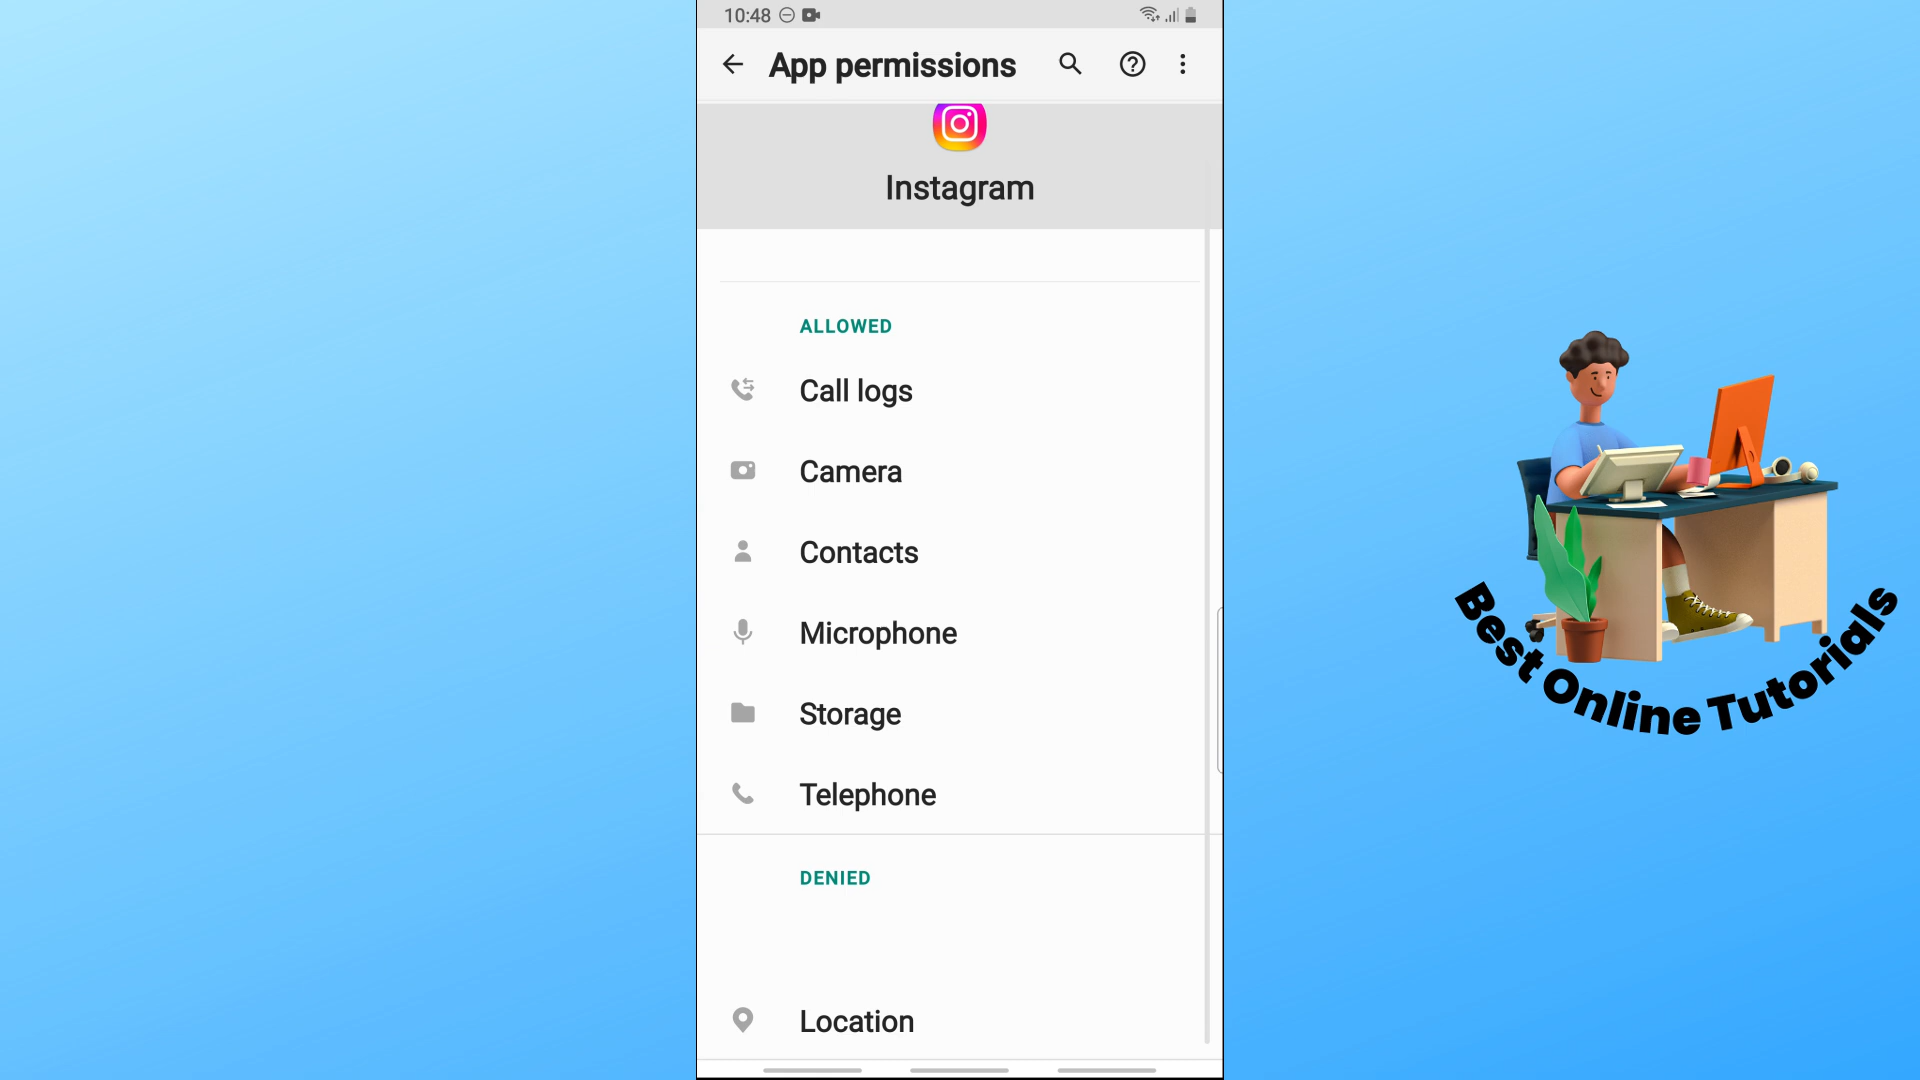 10:48
App permissions
Instagram
ALLOWED
Call logs
Camera
Contacts
Microphone
Storage
Telephone
DENIED
Location
Best Online Tutorials